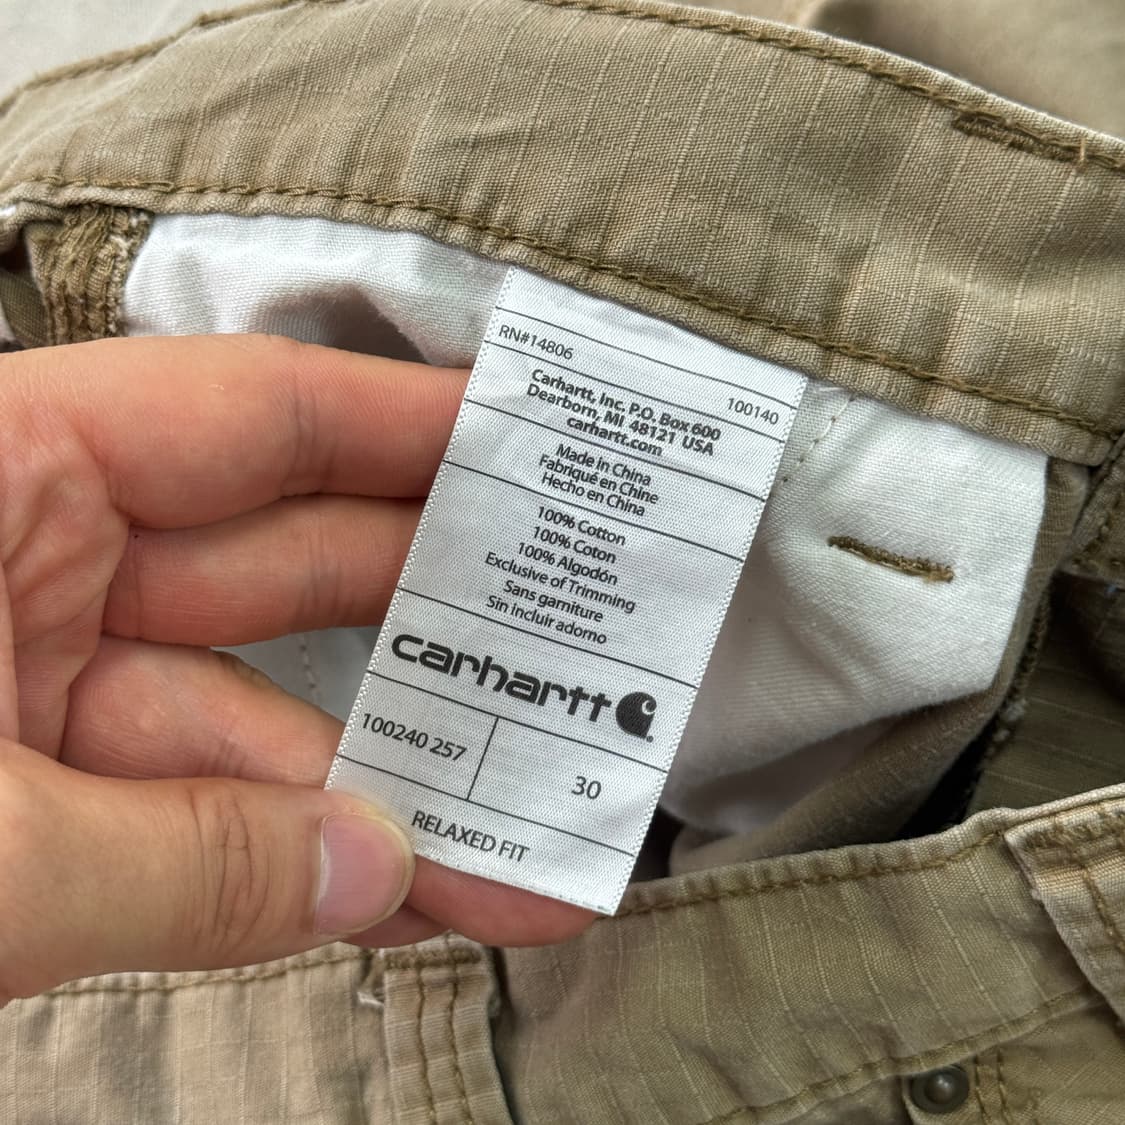 RN#14806
100140
Carhartt, Inc. P.O. Box 600
Dearborn, MI 48121 USA
carhartt.com
Made in China
Fabriqué en Chine
Hecho en China
100% Cotton
100% Coton
100% Algodón
Exclusive of Trimming
Sans garniture
Sin incluir adorno
carhartt
100240 257
30
RELAXED FIT